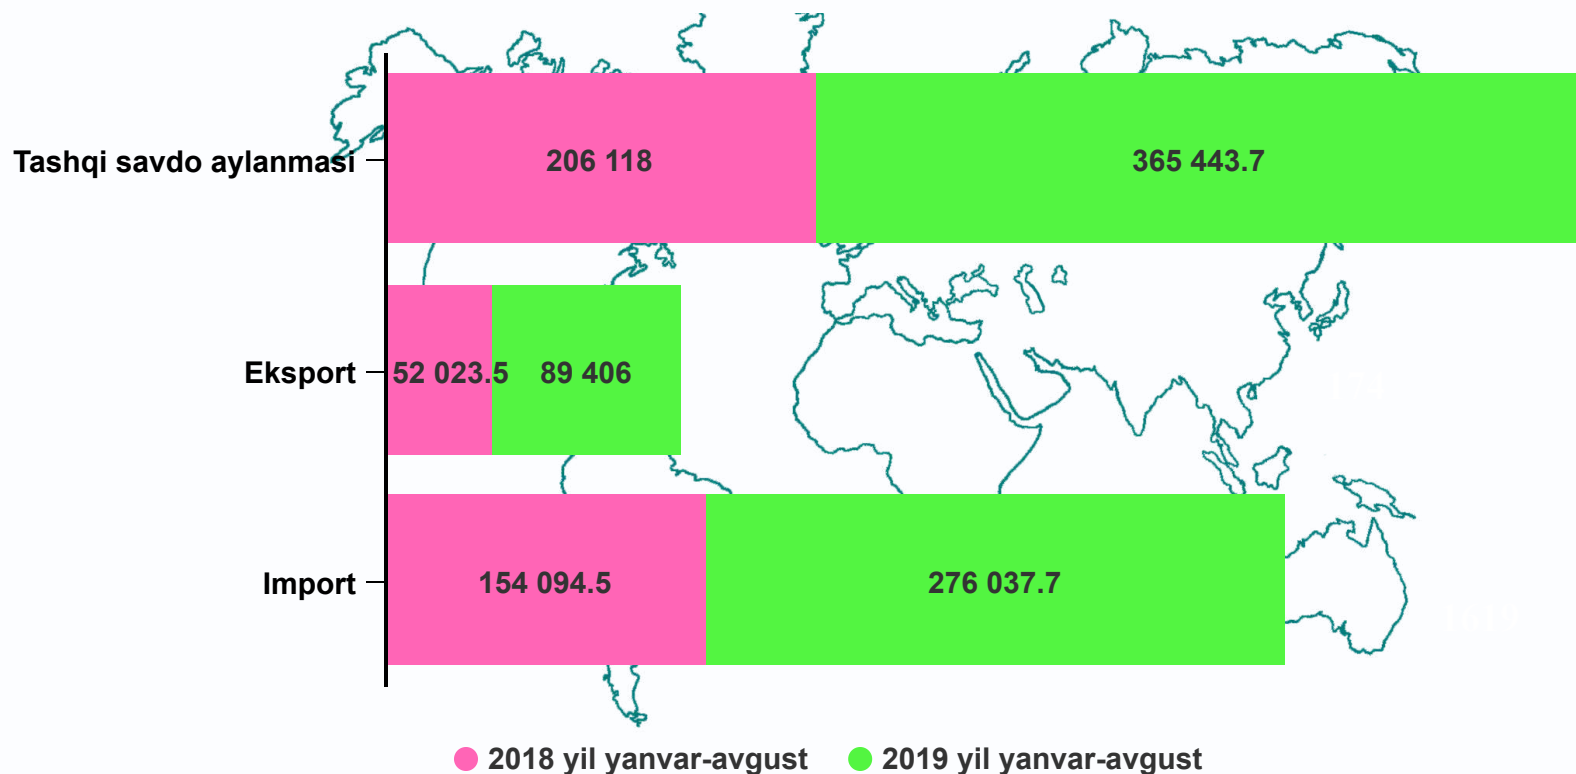 Tashqi savdo aylanmasi
206 118
365 443.7
Eksport
52 023.5
89 406
Import
154 094.5
276 037.7
2018 yil yanvar-avgust
2019 yil yanvar-avgust